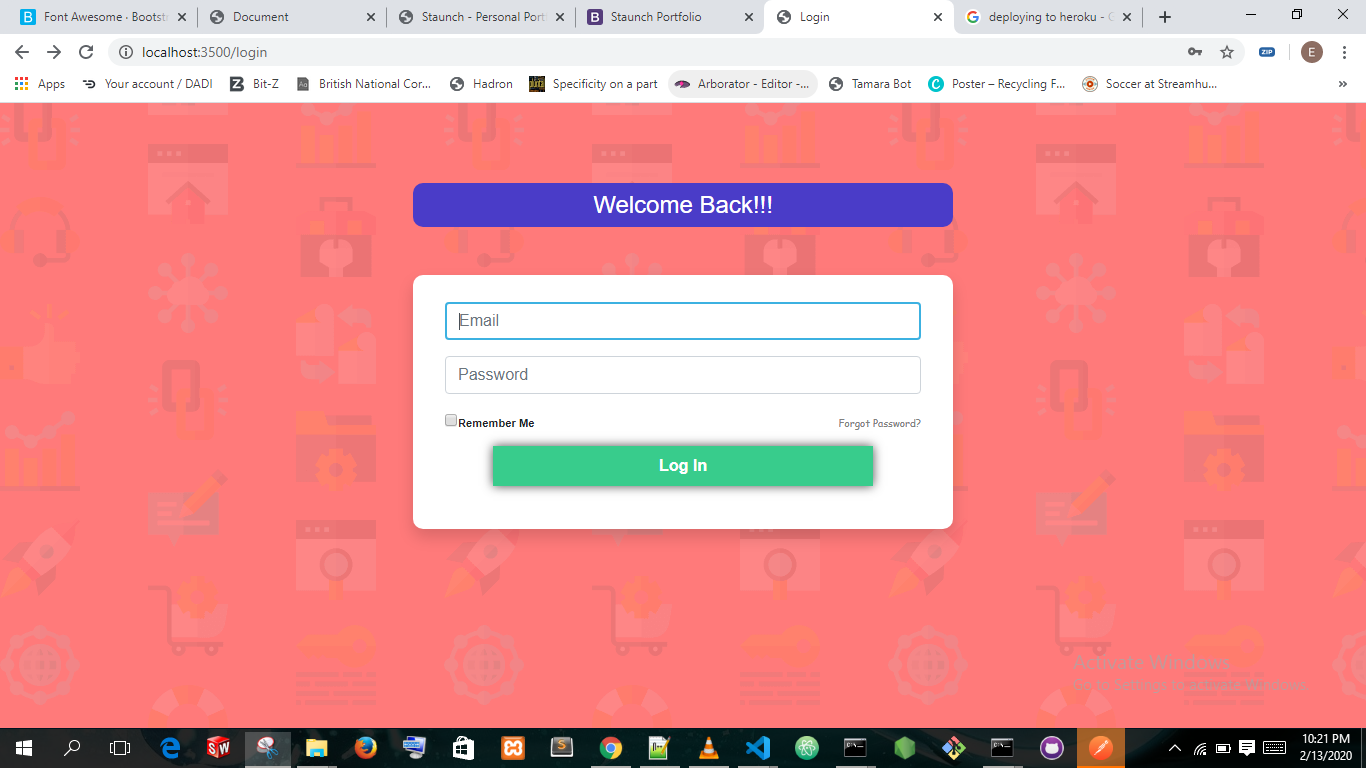 Font Awesome · Bootst
Document
Staunch - Personal Port
Staunch Portfolio
Login
deploying to heroku - G
localhost:3500/login
ZIP
E
Apps
Your account / DADI
Bit-Z
British National Cor...
Hadron
Specificity on a part
Arborator - Editor -...
Tamara Bot
Poster – Recycling F...
Soccer at Streamhu...
»
Welcome Back!!!
Email
Password
Remember Me
Forgot Password?
Log In
Activate Windows
Go to Settings to activate Windows.
10:21 PM
2/13/2020